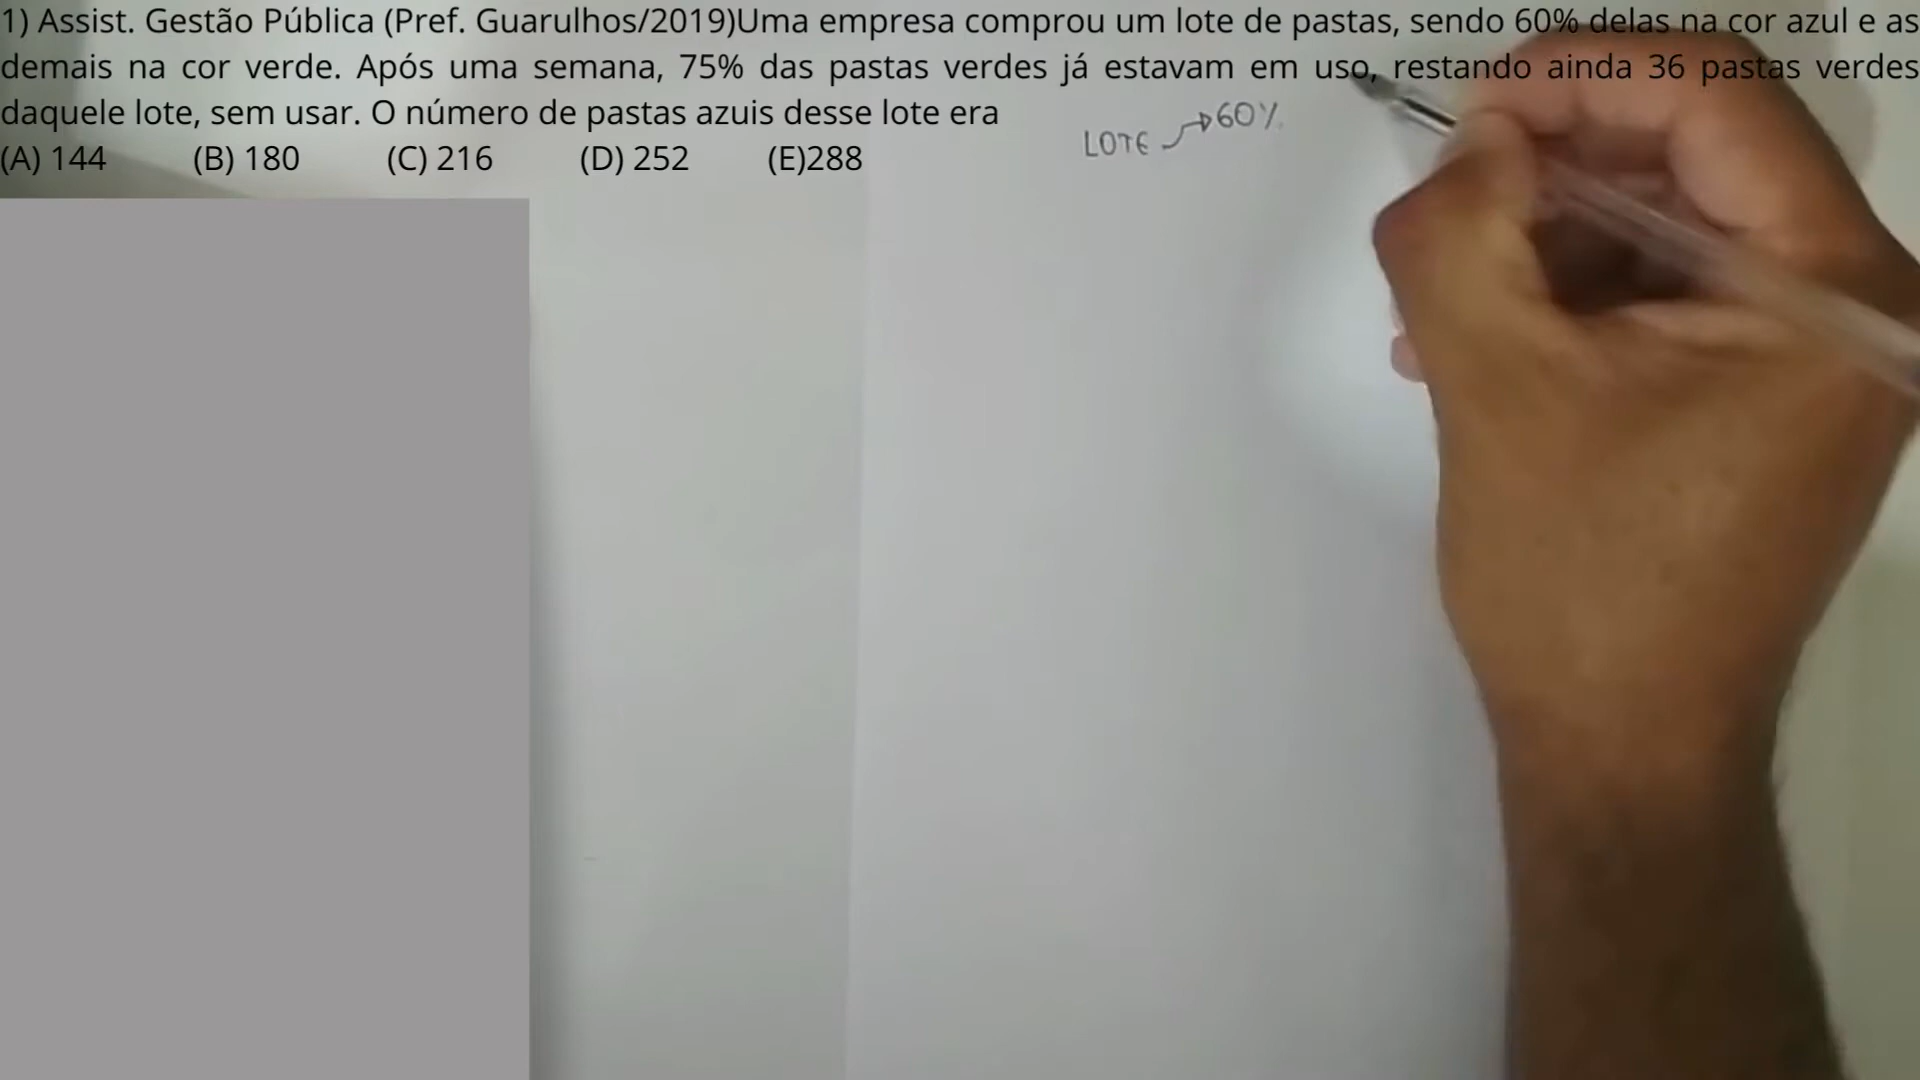 1) Assist. Gestão Pública (Pref. Guarulhos/2019)Uma empresa comprou um lote de pastas, sendo 60% delas na cor azul e as
demais na cor verde. Após uma semana, 75% das pastas verdes já estavam em uso, restando ainda 36 pastas verdes
daquele lote, sem usar. O número de pastas azuis desse lote era
LOTE 60%
(A) 144 (B) 180 (C) 216 (D) 252 (E)288